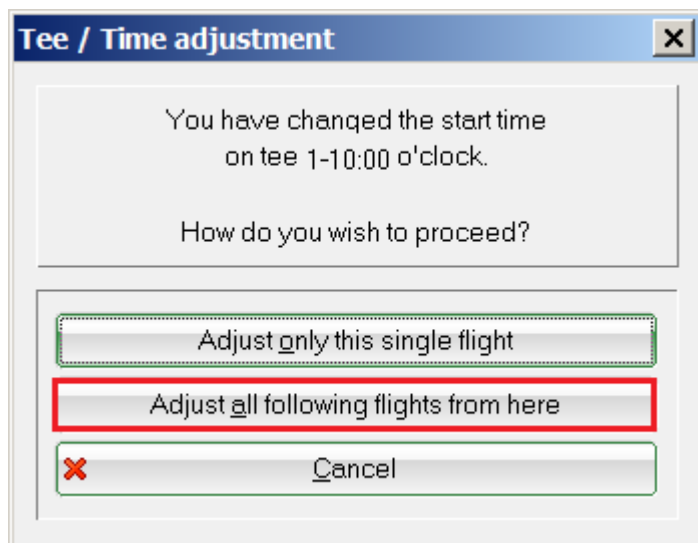 Tee / Time adjustment
You have changed the start time
on tee 1-10:00 o'clock.
How do you wish to proceed?
Adjust only this single flight
Adjust all following flights from here
Cancel